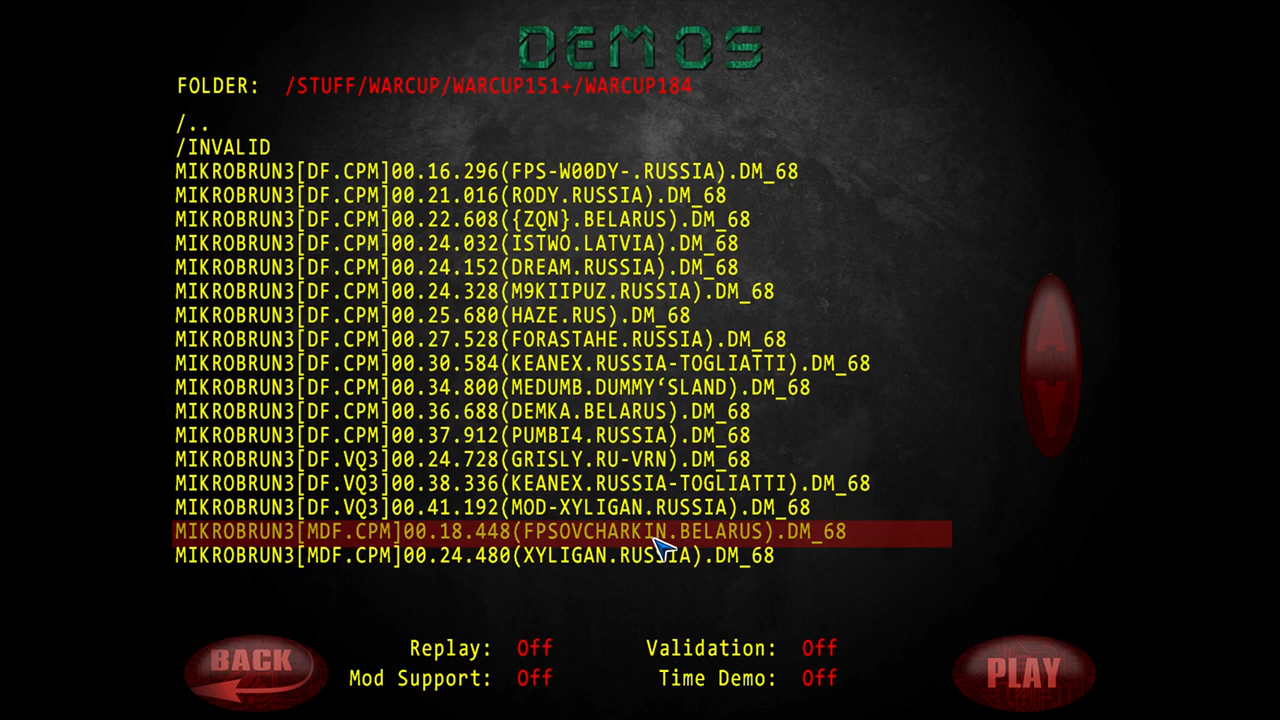 DEMOS
FOLDER: /STUFF/WARCUP/WARCUP151+/WARCUP184
/..
/INVALID
MIKROBRUN3[DF.CPM]00.16.296(FPS-W00DY-.RUSSIA).DM_68
MIKROBRUN3[DF.CPM]00.21.016(RODY.RUSSIA).DM_68
MIKROBRUN3[DF.CPM]00.22.608({ZQN}.BELARUS).DM_68
MIKROBRUN3[DF.CPM]00.24.032(ISTWO.LATVIA).DM_68
MIKROBRUN3[DF.CPM]00.24.152(DREAM.RUSSIA).DM_68
MIKROBRUN3[DF.CPM]00.24.328(M9KIIPUZ.RUSSIA).DM_68
MIKROBRUN3[DF.CPM]00.25.680(HAZE.RUS).DM_68
MIKROBRUN3[DF.CPM]00.27.528(FORASTAHE.RUSSIA).DM_68
MIKROBRUN3[DF.CPM]00.30.584(KEANEX.RUSSIA-TOGLIATTI).DM_68
MIKROBRUN3[DF.CPM]00.34.800(MEDUMB.DUMMY‘SLAND).DM_68
MIKROBRUN3[DF.CPM]00.36.688(DEMKA.BELARUS).DM_68
MIKROBRUN3[DF.CPM]00.37.912(PUMBI4.RUSSIA).DM_68
MIKROBRUN3[DF.VQ3]00.24.728(GRISLY.RU-VRN).DM_68
MIKROBRUN3[DF.VQ3]00.38.336(KEANEX.RUSSIA-TOGLIATTI).DM_68
MIKROBRUN3[DF.VQ3]00.41.192(MOD-XYLIGAN.RUSSIA).DM_68
MIKROBRUN3[MDF.CPM]00.18.448(FPSOVCHARKIN.BELARUS).DM_68
MIKROBRUN3[MDF.CPM]00.24.480(XYLIGAN.RUSSIA).DM_68
Replay: Off Validation: Off
Mod Support: Off Time Demo: Off
BACK PLAY